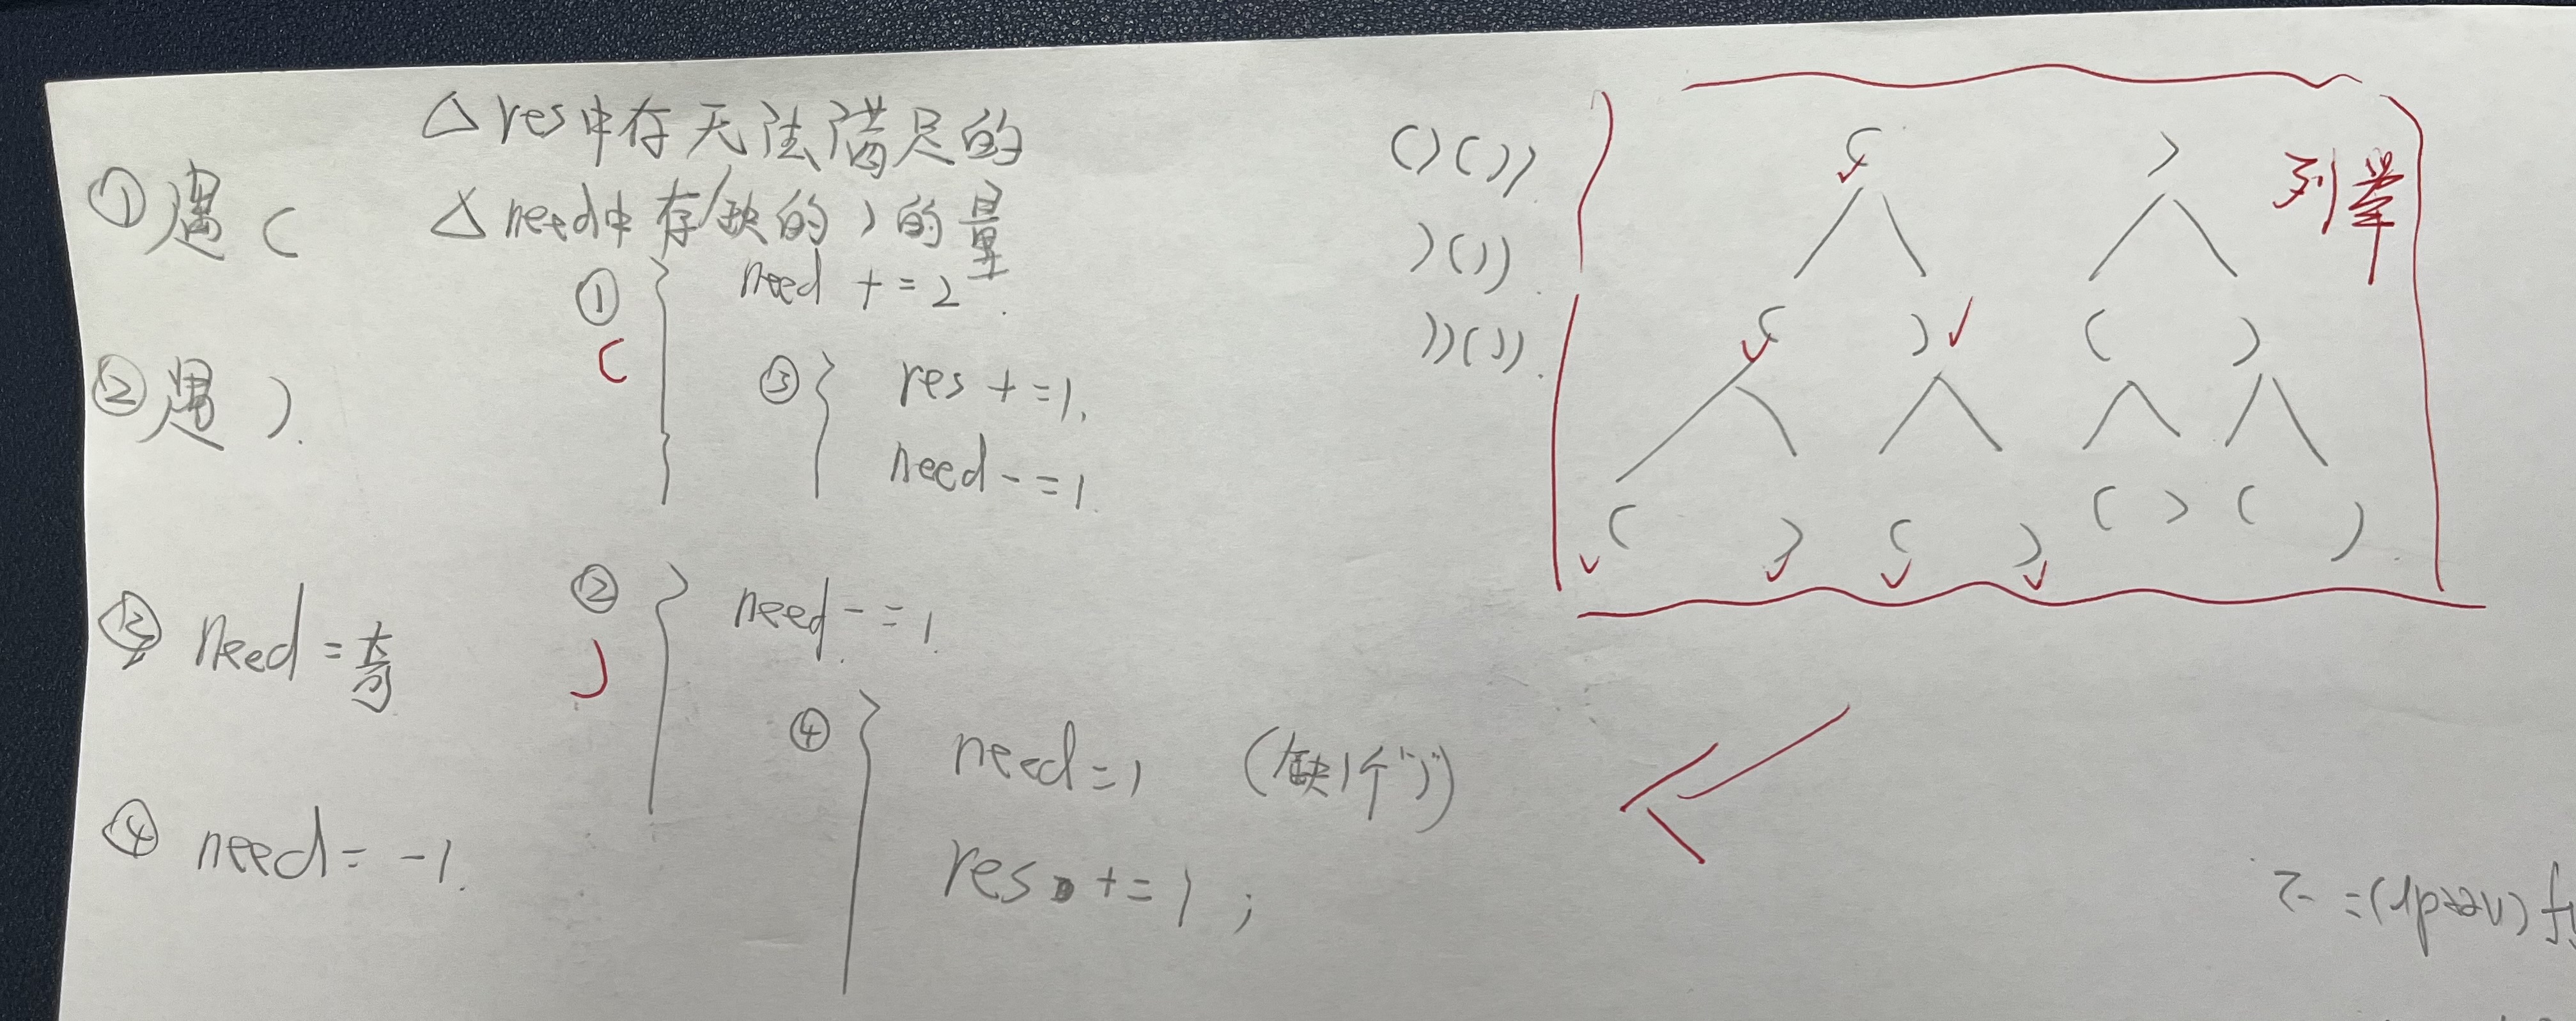 △ res中存无法满足的
① 遇 (
△ need中存缺的 ) 的量
① (
need += 2.
② 遇 ).
③ res += 1.
need -= 1.
③ need = 奇
② )
need -= 1.
④ need = -1.
④ need = 1 (缺1个")")
res += 1 ;
()()).
)()).
))()).
列举
( )
( ) ( )
( ) ( ) ( ) ( )
(need) = -2